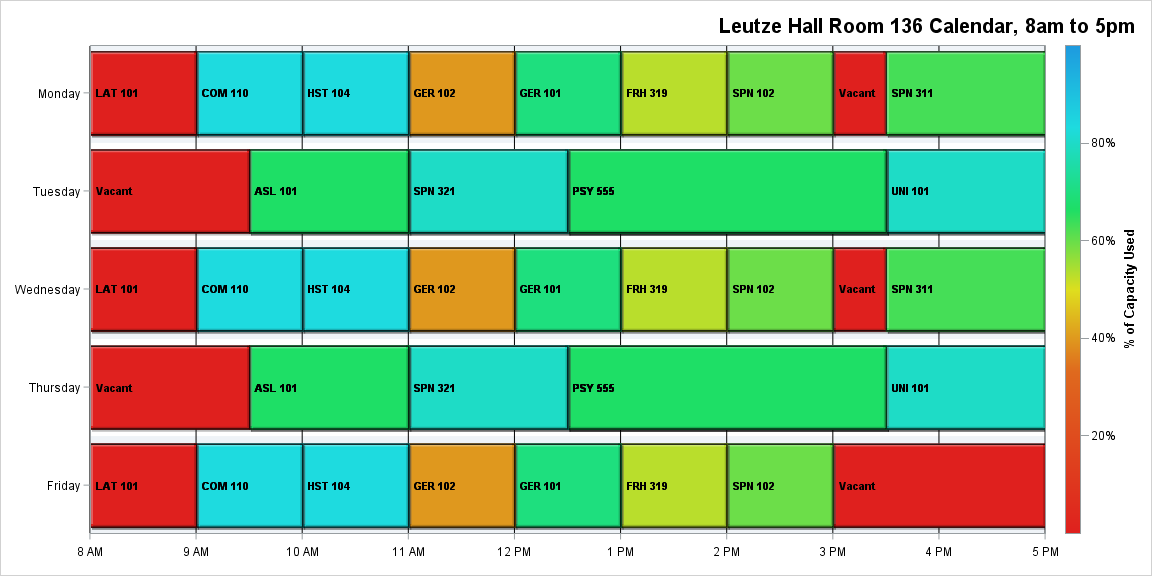 Leutze Hall Room 136 Calendar, 8am to 5pm
Monday
LAT 101
COM 110
HST 104
GER 102
GER 101
FRH 319
SPN 102
Vacant
SPN 311
Tuesday
Vacant
ASL 101
SPN 321
PSY 555
UNI 101
Wednesday
LAT 101
COM 110
HST 104
GER 102
GER 101
FRH 319
SPN 102
Vacant
SPN 311
Thursday
Vacant
ASL 101
SPN 321
PSY 555
UNI 101
Friday
LAT 101
COM 110
HST 104
GER 102
GER 101
FRH 319
SPN 102
Vacant
8 AM
9 AM
10 AM
11 AM
12 PM
1 PM
2 PM
3 PM
4 PM
5 PM
80%
60%
40%
20%
% of Capacity Used